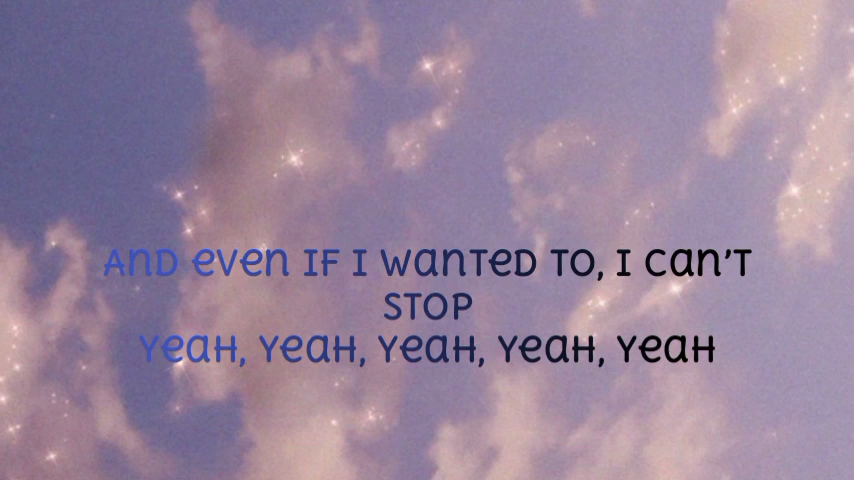 AND even IF I wanTeD TO, I can'T
STOP
YeaH, YeaH, YeaH, YeaH, YeaH